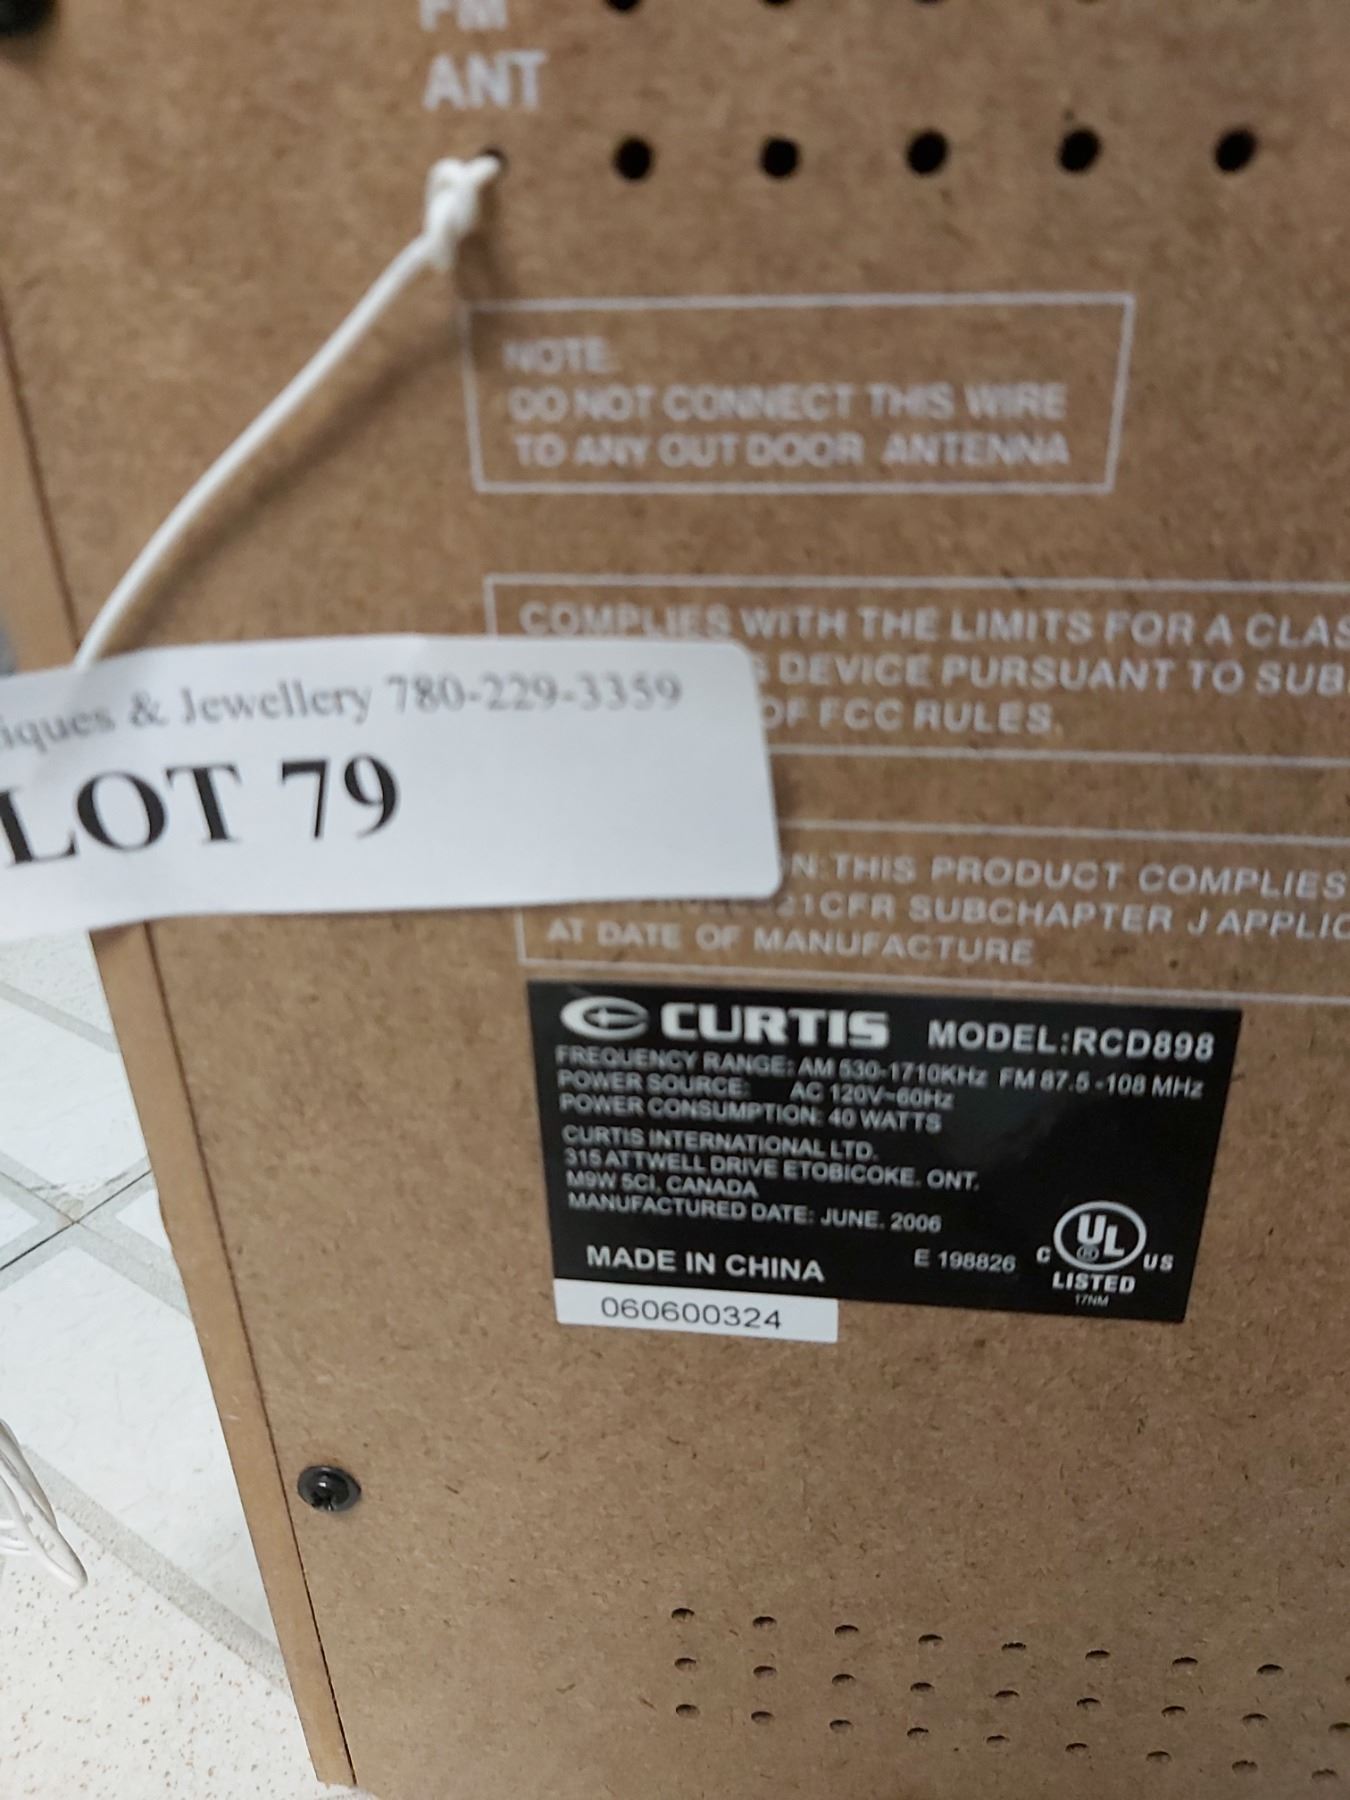 FM
ANT
NOTE.
DO NOT CONNECT THIS WIRE
TO ANY OUT DOOR ANTENNA
COMPLIES WITH THE LIMITS FOR A CLAS
DEVICE PURSUANT TO SUB
OF FCC RULES.
iques & Jewellery 780-229-3359
LOT 79
N:THIS PRODUCT COMPLIES
21CFR SUBCHAPTER J APPLIC
AT DATE OF MANUFACTURE
CURTIS MODEL:RCD898
FREQUENCY RANGE: AM 530-1710KHz FM 87.5-108 MHz
POWER SOURCE: AC 120V~60Hz
POWER CONSUMPTION: 40 WATTS
CURTIS INTERNATIONAL LTD.
315 ATTWELL DRIVE ETOBICOKE. ONT.
M9W 5CI, CANADA
MANUFACTURED DATE: JUNE. 2006
MADE IN CHINA
E 198826
C UL ® US
LISTED
17NM
060600324